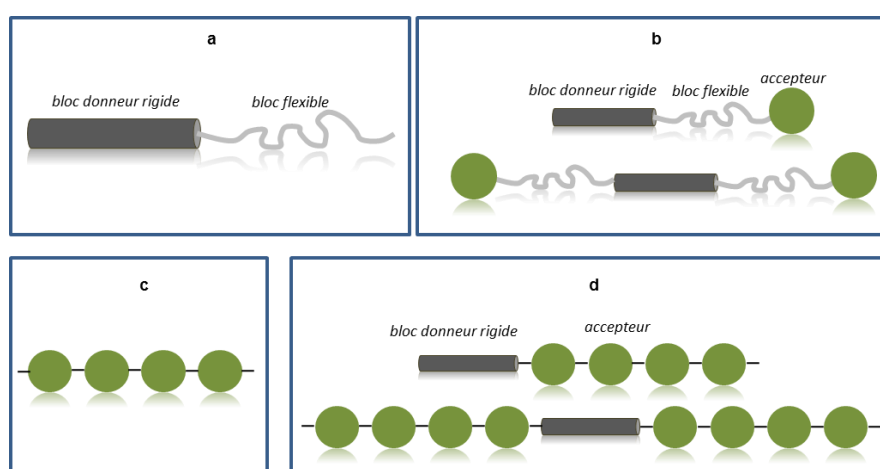 a
bloc donneur rigide
bloc flexible
b
accepteur
bloc donneur rigide
bloc flexible
c
d
bloc donneur rigide
accepteur